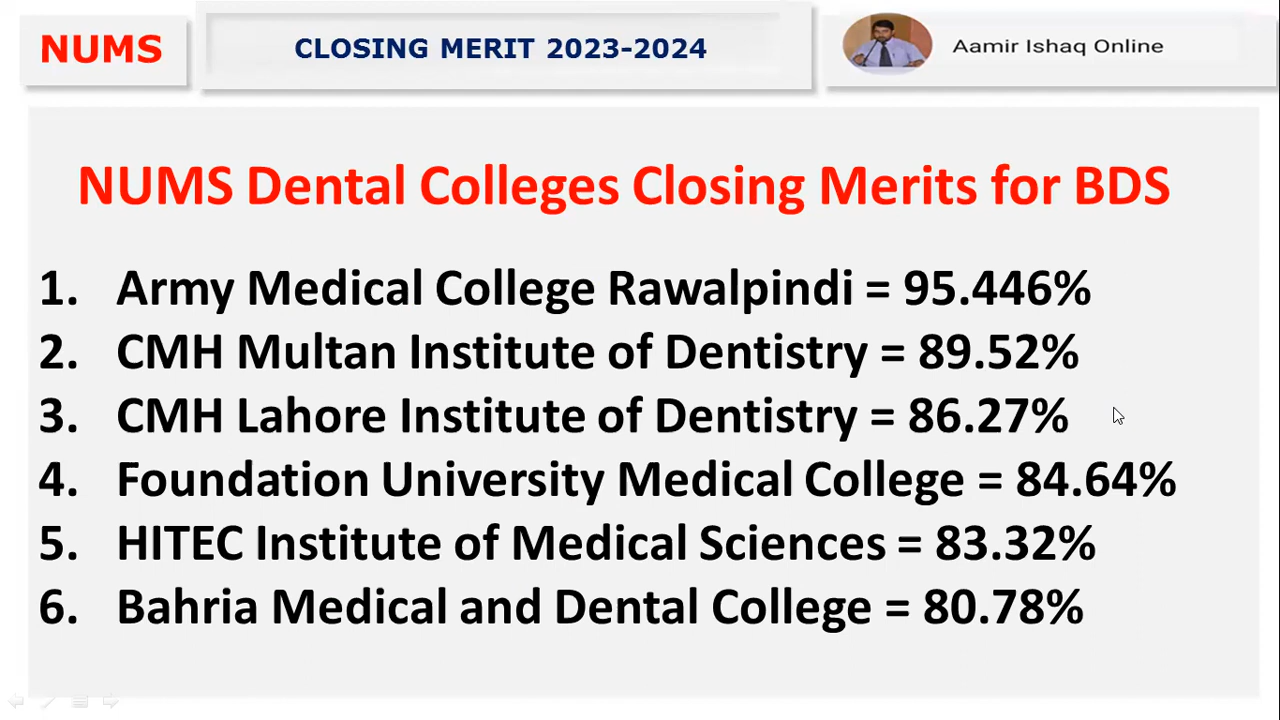 NUMS
CLOSING MERIT 2023-2024
Aamir Ishaq Online
NUMS Dental Colleges Closing Merits for BDS
1. Army Medical College Rawalpindi = 95.446%
2. CMH Multan Institute of Dentistry = 89.52%
3. CMH Lahore Institute of Dentistry = 86.27%
4. Foundation University Medical College = 84.64%
5. HITEC Institute of Medical Sciences = 83.32%
6. Bahria Medical and Dental College = 80.78%